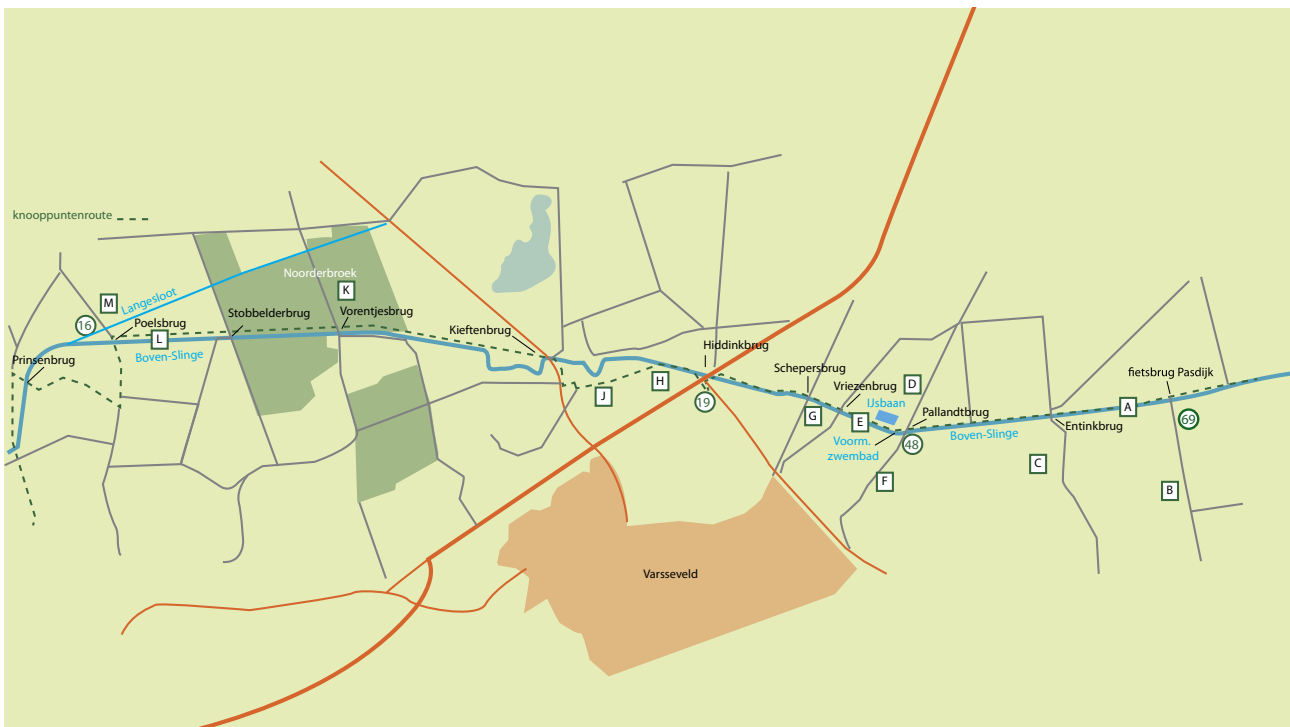 knooppuntenroute
Noorderbroek
K
M
Langesloot
16
Poelsbrug
L
Boven-Slinge
Stobbelderbrug
Vorentjesbrug
Kieftenbrug
Prinsenbrug
Hiddinkbrug
H
J
19
Schepersbrug
Vriezenbrug
IJsbaan
D
G
E
Pallandtbrug
Voorm.
zwembad
48
Boven-Slinge
Entinkbrug
fietsbrug Pasdijk
A
69
C
F
B
Varsseveld